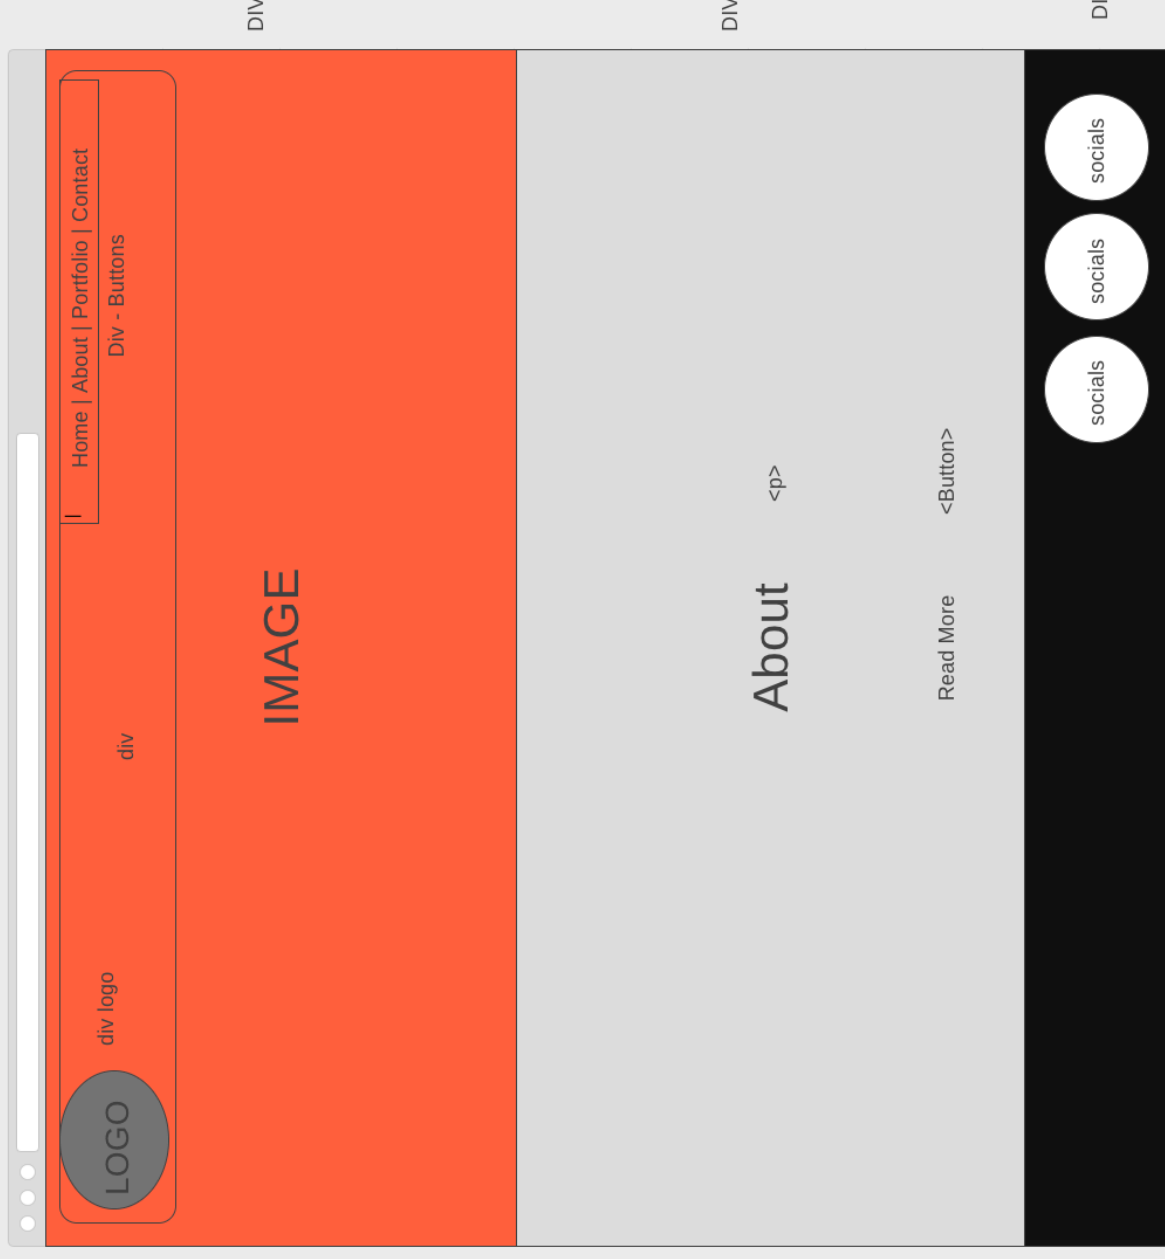 LOGO
div logo
div
Home | About | Portfolio | Contact
Div - Buttons
IMAGE
DIV
About
<p>
Read More
<Button>
DIV
socials
socials
socials